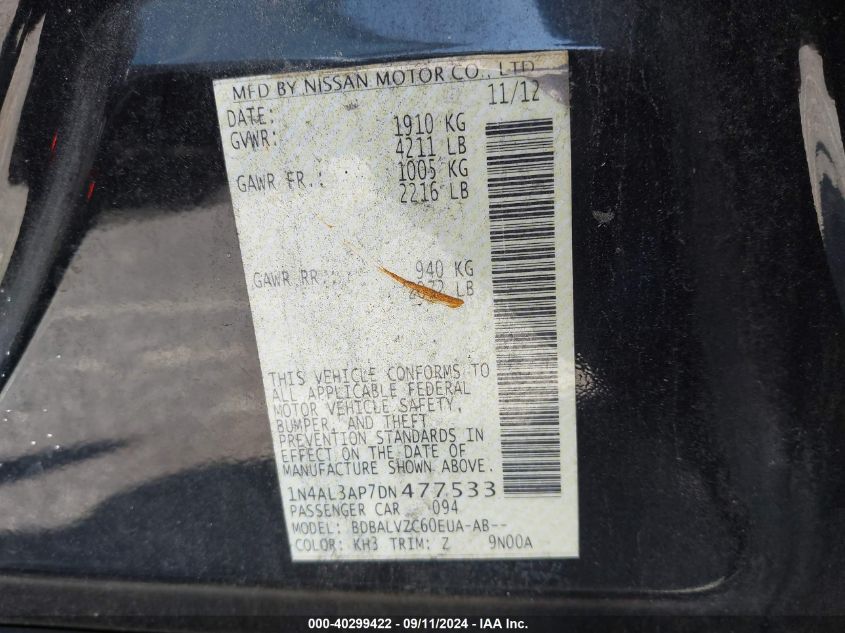 MFD BY NISSAN MOTOR CO., LTD
DATE: 11/12
GVWR: 1910 KG
4211 LB
GAWR FR.: 1005 KG
2216 LB
GAWR RR 940 KG
LB
THIS VEHICLE CONFORMS TO
ALL APPLICABLE FEDERAL
MOTOR VEHICLE SAFETY,
BUMPER, AND THEFT
PREVENTION STANDARDS IN
EFFECT ON THE DATE OF
MANUFACTURE SHOWN ABOVE.
1N4AL3AP7DN477533
PASSENGER CAR 094
MODEL: BDBALVZC60EUA-AB--
COLOR: KH3 TRIM: Z 9N00A
000-40299422 - 09/11/2024 - IAA Inc.